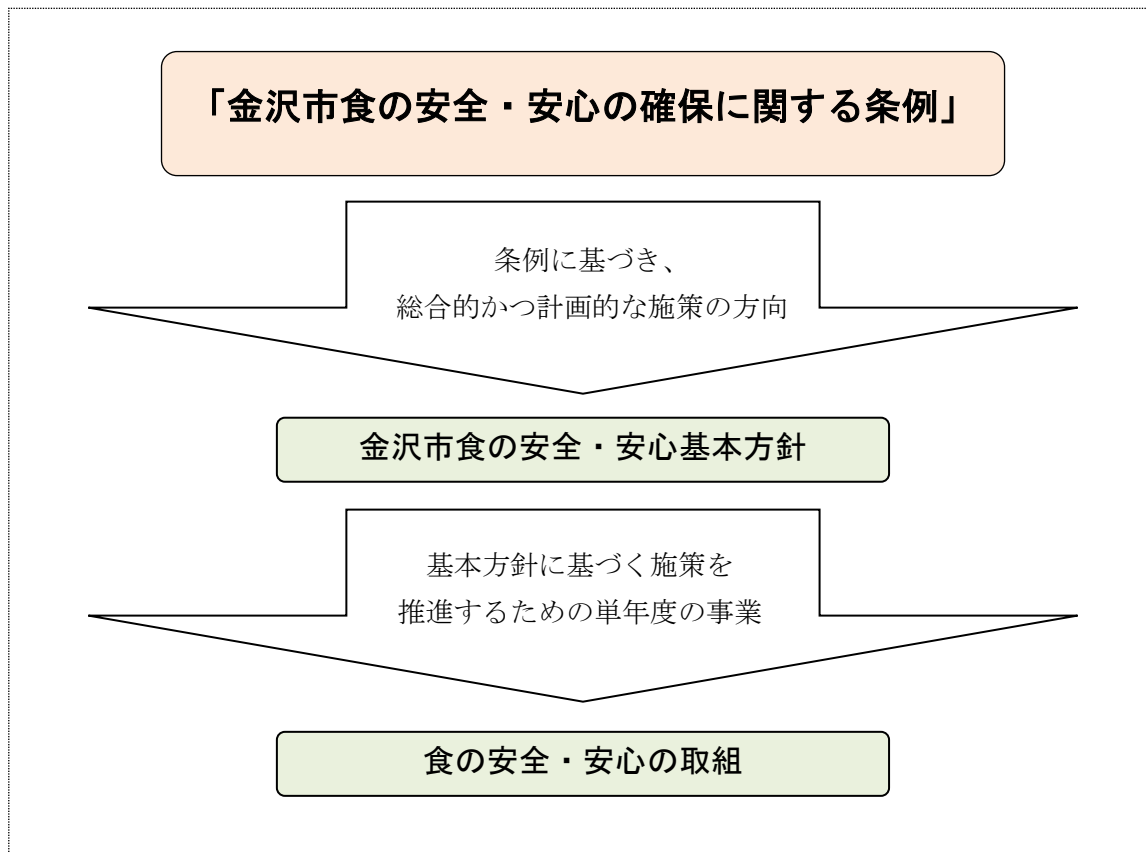 「金沢市食の安全・安心の確保に関する条例」
条例に基づき、
総合的かつ計画的な施策の方向
金沢市食の安全・安心基本方針
基本方針に基づく施策を
推進するための単年度の事業
食の安全・安心の取組